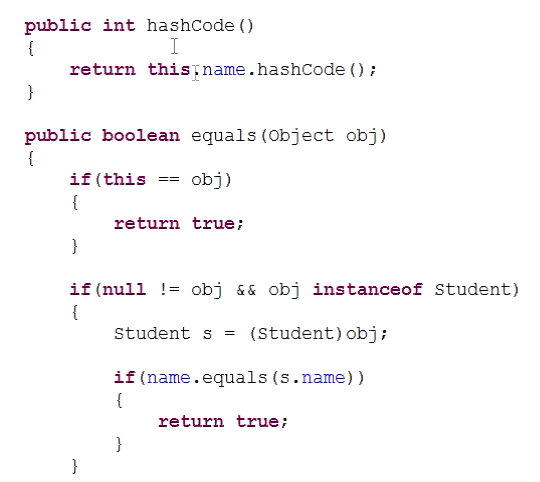 public int hashCode()
{
    return this.name.hashCode();
}

public boolean equals(Object obj)
{
    if(this == obj)
    {
        return true;
    }

    if(null != obj && obj instanceof Student)
    {
        Student s = (Student)obj;

        if(name.equals(s.name))
        {
            return true;
        }
    }